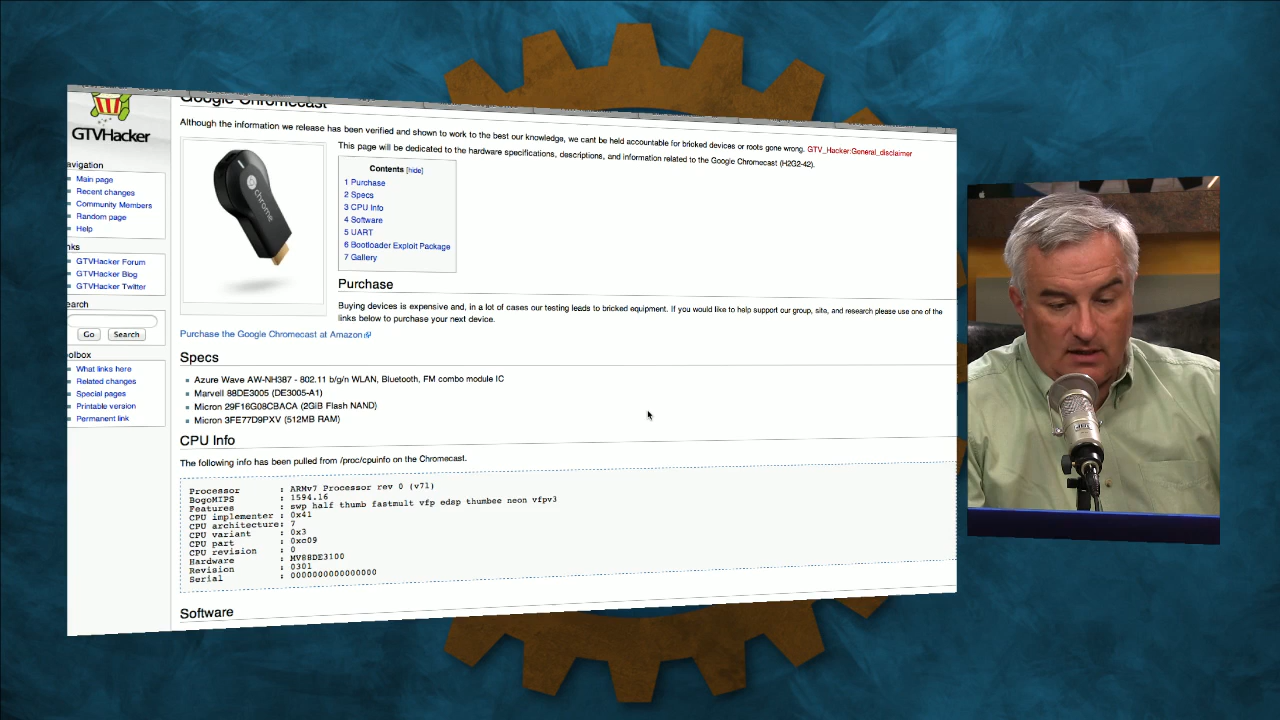 GTVHacker
avigation
Main page
Recent changes
Community Members
Random page
Help
nks
GTVHacker Forum
GTVHacker Blog
GTVHacker Twitter
earch
Go Search
oolbox
What links here
Related changes
Special pages
Printable version
Permanent link
Google Chromecast
Although the information we release has been verified and shown to work to the best our knowledge, we cant be held accountable for bricked devices or roots gone wrong. GTV_Hacker:General_disclaimer
This page will be dedicated to the hardware specifications, descriptions, and information related to the Google Chromecast (H2G2-42).
chrome
Contents [hide]
1 Purchase
2 Specs
3 CPU Info
4 Software
5 UART
6 Bootloader Exploit Package
7 Gallery
Purchase
Buying devices is expensive and, in a lot of cases our testing leads to bricked equipment. If you would like to help support our group, site, and research please use one of the
links below to purchase your next device.
Purchase the Google Chromecast at Amazon
Specs
Azure Wave AW-NH387 - 802.11 b/g/n WLAN, Bluetooth, FM combo module IC
Marvell 88DE3005 (DE3005-A1)
Micron 29F16G08CBACA (2GiB Flash NAND)
Micron 3FE77D9PXV (512MB RAM)
CPU Info
The following info has been pulled from /proc/cpuinfo on the Chromecast.
Processor : ARMv7 Processor rev 0 (v7l)
BogoMIPS : 1594.16
Features : swp half thumb fastmult vfp edsp thumbee neon vfpv3
CPU implementer : 0x41
CPU architecture: 7
CPU variant : 0x3
CPU part : 0xc09
CPU revision : 0
Hardware : MV88DE3100
Revision : 0301
Serial : 0000000000000000
Software